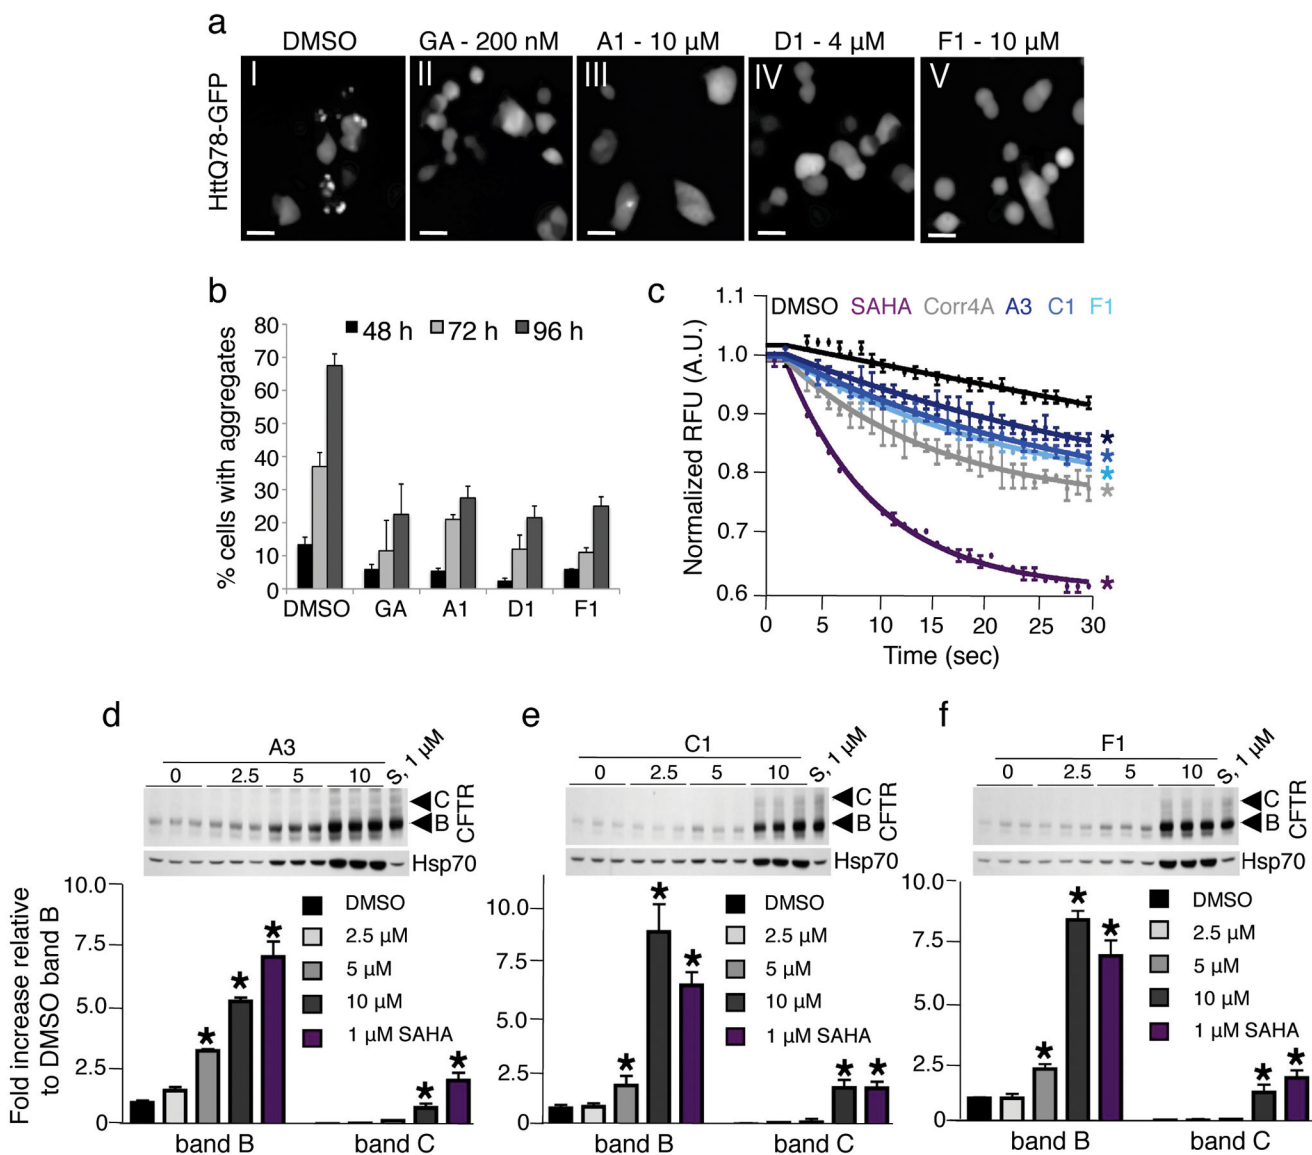 a
DMSO GA - 200 nM A1 - 10 µM D1 - 4 µM F1 - 10 µM
HttQ78-GFP
I II III IV V
b
% cells with aggregates
80
70
60
50
40
30
20
10
0
48 h 72 h 96 h
DMSO GA A1 D1 F1
c
Normalized RFU (A.U.)
1.1
1.0
0.9
0.8
0.7
0.6
DMSO SAHA Corr4A A3 C1 F1
*
*
*
*
*
0 5 10 15 20 25 30
Time (sec)
d
A3
0 2.5 5 10 S, 1 µM
C
B
CFTR
Hsp70
Fold increase relative
to DMSO band B
10.0
7.5
5.0
2.5
0
DMSO
2.5 µM
5 µM
10 µM
1 µM SAHA
* * * * *
band B band C
e
C1
0 2.5 5 10 S, 1 µM
C
B
CFTR
Hsp70
10.0
7.5
5.0
2.5
0
DMSO
2.5 µM
5 µM
10 µM
1 µM SAHA
* * * * *
band B band C
f
F1
0 2.5 5 10 S, 1 µM
C
B
CFTR
Hsp70
10.0
7.5
5.0
2.5
0
DMSO
2.5 µM
5 µM
10 µM
1 µM SAHA
* * * * *
band B band C